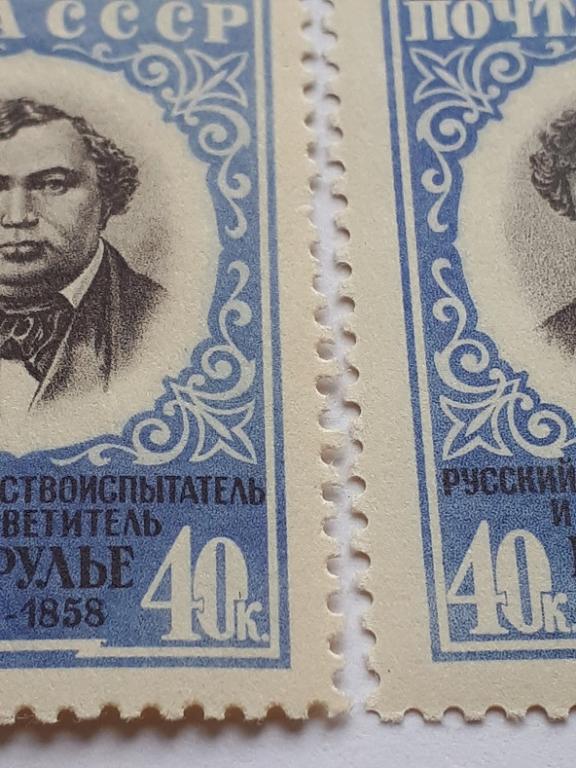 А СССР
СТВОИСПЫТАТЕЛЬ
ВЕТИТЕЛЬ
РУЛЬЕ
-1858
40к.
ПОЧТ
РУССКИЙ
И
40к.